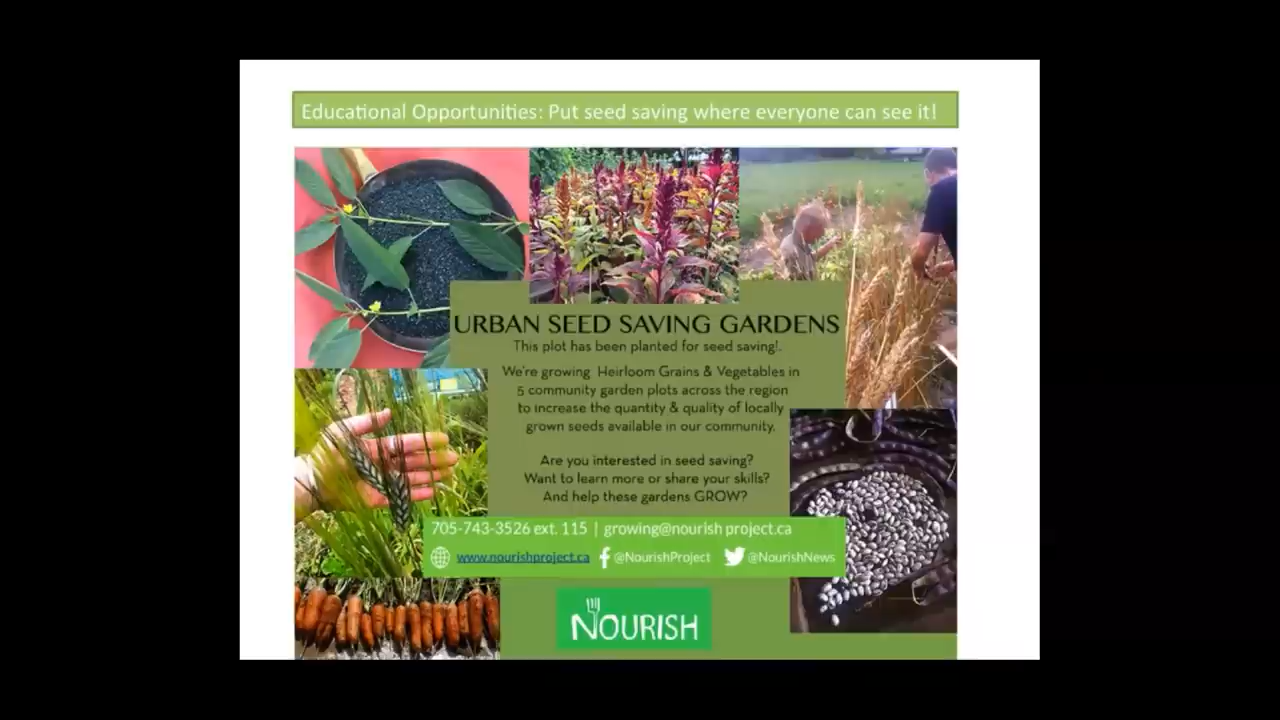 Educational Opportunities: Put seed saving where everyone can see it!
URBAN SEED SAVING GARDENS
This plot has been planted for seed saving!.
We're growing Heirloom Grains & Vegetables in
5 community garden plots across the region
to increase the quantity & quality of locally
grown seeds available in our community.
Are you interested in seed saving?
Want to learn more or share your skills?
And help these gardens GROW?
705-743-3526 ext. 115 | growing@nourish project.ca
www.nourishproject.ca @NourishProject @NourishNews
NOURISH